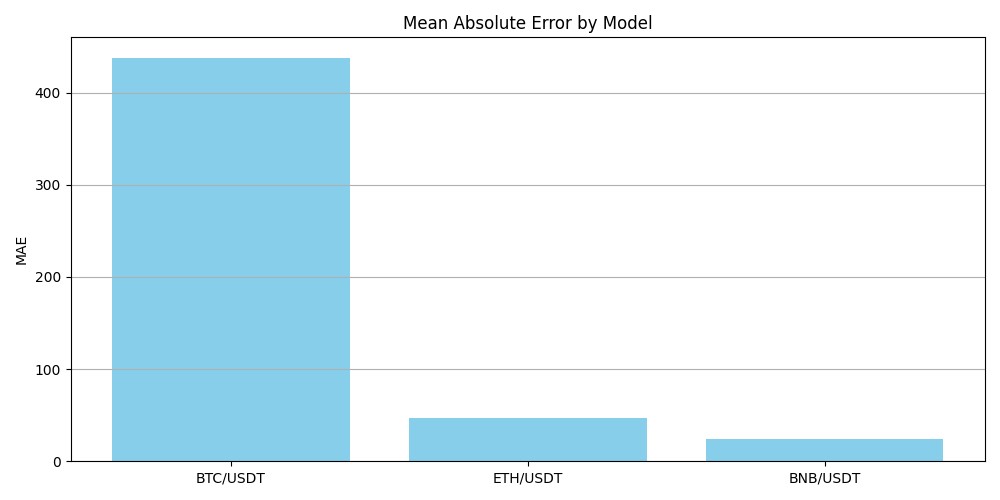 Mean Absolute Error by Model
MAE
400
300
200
100
0
BTC/USDT ETH/USDT BNB/USDT